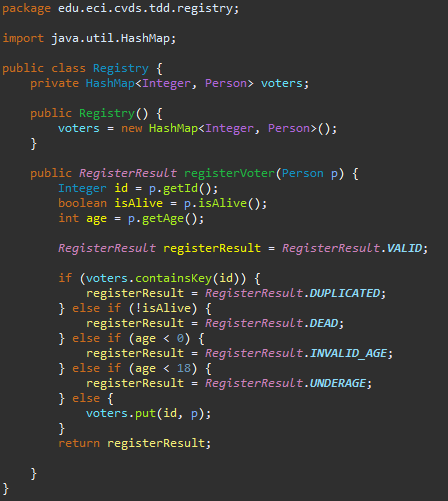 package edu.eci.cvds.tdd.registry;
import java.util.HashMap;
public class Registry {
private HashMap<Integer, Person> voters;
public Registry() {
voters = new HashMap<Integer, Person>();
}
public RegisterResult registerVoter(Person p) {
Integer id = p.getId();
boolean isAlive = p.isAlive();
int age = p.getAge();
RegisterResult registerResult = RegisterResult.VALID;
if (voters.containsKey(id)) {
registerResult = RegisterResult.DUPLICATED;
} else if (!isAlive) {
registerResult = RegisterResult.DEAD;
} else if (age < 0) {
registerResult = RegisterResult.INVALID_AGE;
} else if (age < 18) {
registerResult = RegisterResult.UNDERAGE;
} else {
voters.put(id, p);
}
return registerResult;
}
}